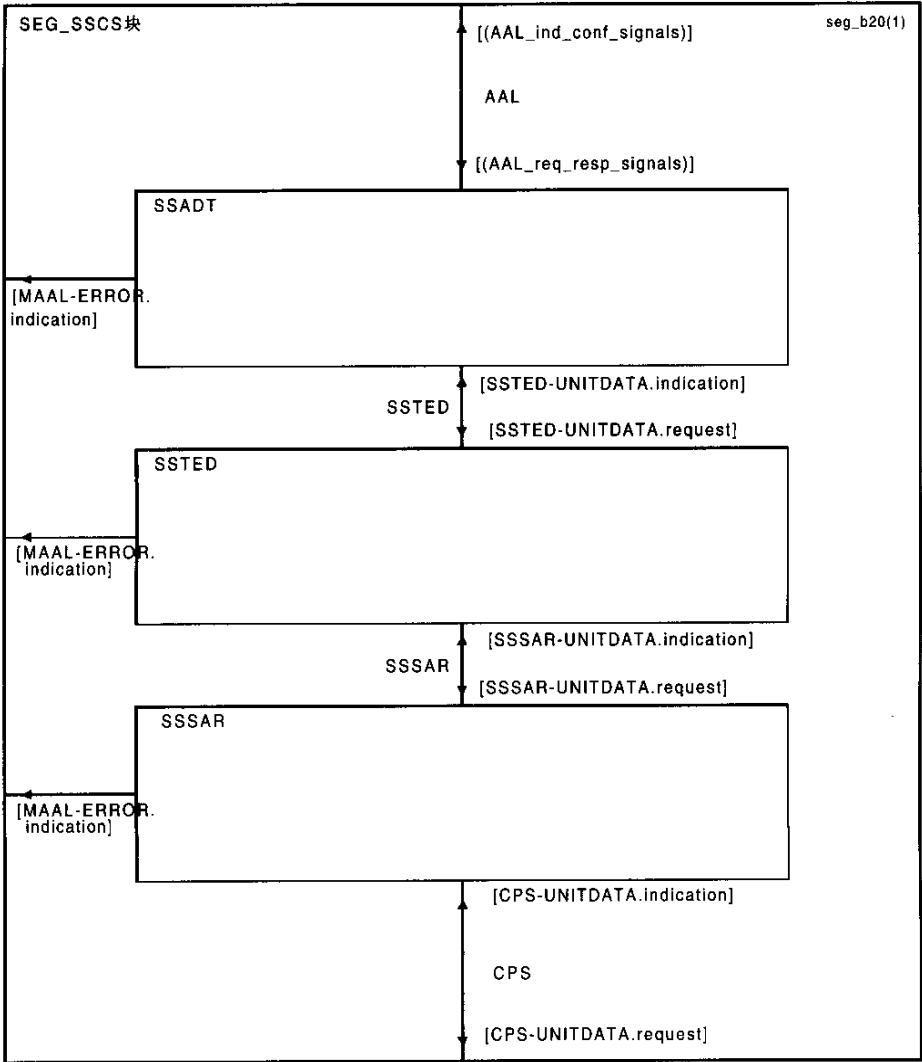 SEG_SSCS块
seg_b20(1)
[(AAL_ind_conf_signals)]
AAL
[(AAL_req_resp_signals)]
SSADT
[MAAL-ERROR.
indication]
[SSTED-UNITDATA.indication]
SSTED
[SSTED-UNITDATA.request]
SSTED
[MAAL-ERROR.
indication]
[SSSAR-UNITDATA.indication]
SSSAR
[SSSAR-UNITDATA.request]
SSSAR
[MAAL-ERROR.
indication]
[CPS-UNITDATA.indication]
CPS
[CPS-UNITDATA.request]